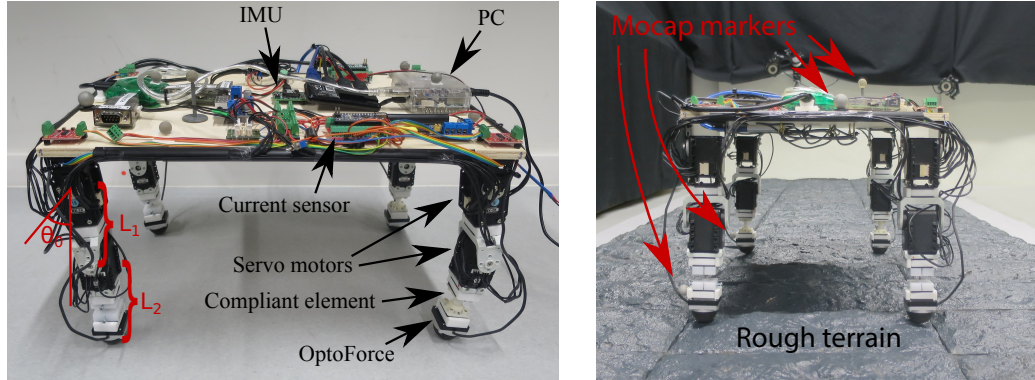 IMU
PC
Current sensor
θ₀
L₁
Servo motors
L₂
Compliant element
OptoForce
Mocap markers
Rough terrain